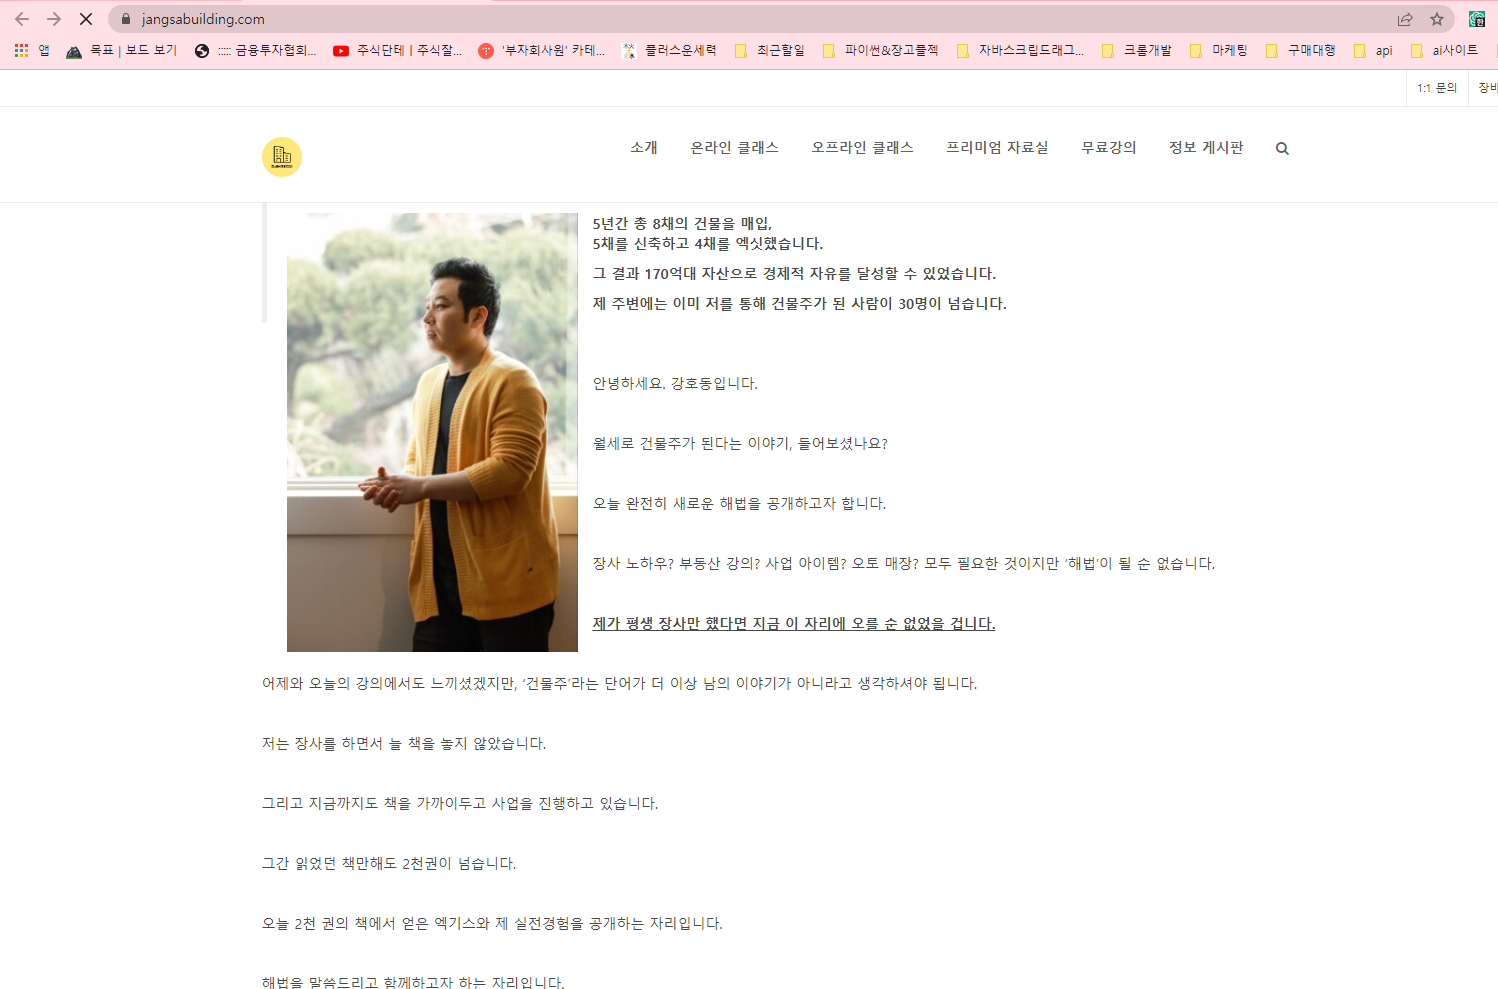 jangsabuilding.com
앱
목표 | 보드 보기
::::: 금융투자협회...
주식단테 | 주식잘...
'부자회사원' 카테...
플러스운세력
최근할일
파이썬&장고플젝
자바스크립드래그...
크롬개발
마케팅
구매대행
api
ai사이트
1:1 문의
장바
소개
온라인 클래스
오프라인 클래스
프리미엄 자료실
무료강의
정보 게시판
5년간 총 8채의 건물을 매입,
5채를 신축하고 4채를 엑싯했습니다.
그 결과 170억대 자산으로 경제적 자유를 달성할 수 있었습니다.
제 주변에는 이미 저를 통해 건물주가 된 사람이 30명이 넘습니다.
안녕하세요. 강호동입니다.
월세로 건물주가 된다는 이야기, 들어보셨나요?
오늘 완전히 새로운 해법을 공개하고자 합니다.
장사 노하우? 부동산 강의? 사업 아이템? 오토 매장? 모두 필요한 것이지만 ‘해법’이 될 순 없습니다.
제가 평생 장사만 했다면 지금 이 자리에 오를 순 없었을 겁니다.
어제와 오늘의 강의에서도 느끼셨겠지만, ‘건물주’라는 단어가 더 이상 남의 이야기가 아니라고 생각하셔야 됩니다.
저는 장사를 하면서 늘 책을 놓지 않았습니다.
그리고 지금까지도 책을 가까이두고 사업을 진행하고 있습니다.
그간 읽었던 책만해도 2천권이 넘습니다.
오늘 2천 권의 책에서 얻은 엑기스와 제 실전경험을 공개하는 자리입니다.
해법을 말씀드리고 함께하고자 하는 자리입니다.